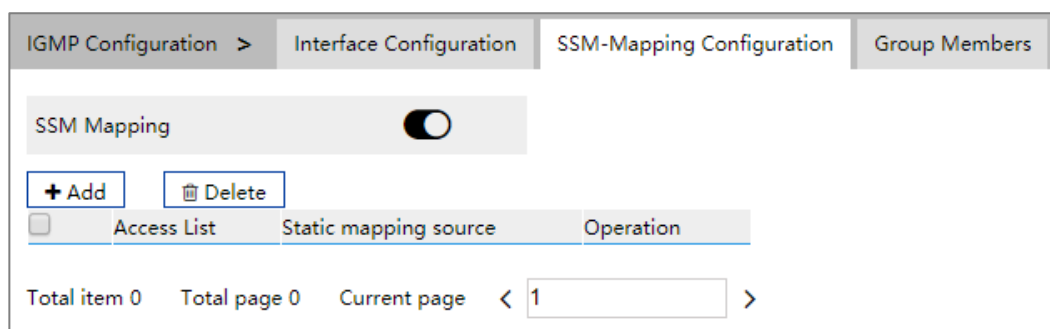 IGMP Configuration > Interface Configuration SSM-Mapping Configuration Group Members
SSM Mapping
+ Add Delete
Access List Static mapping source Operation
Total item 0 Total page 0 Current page < 1 >